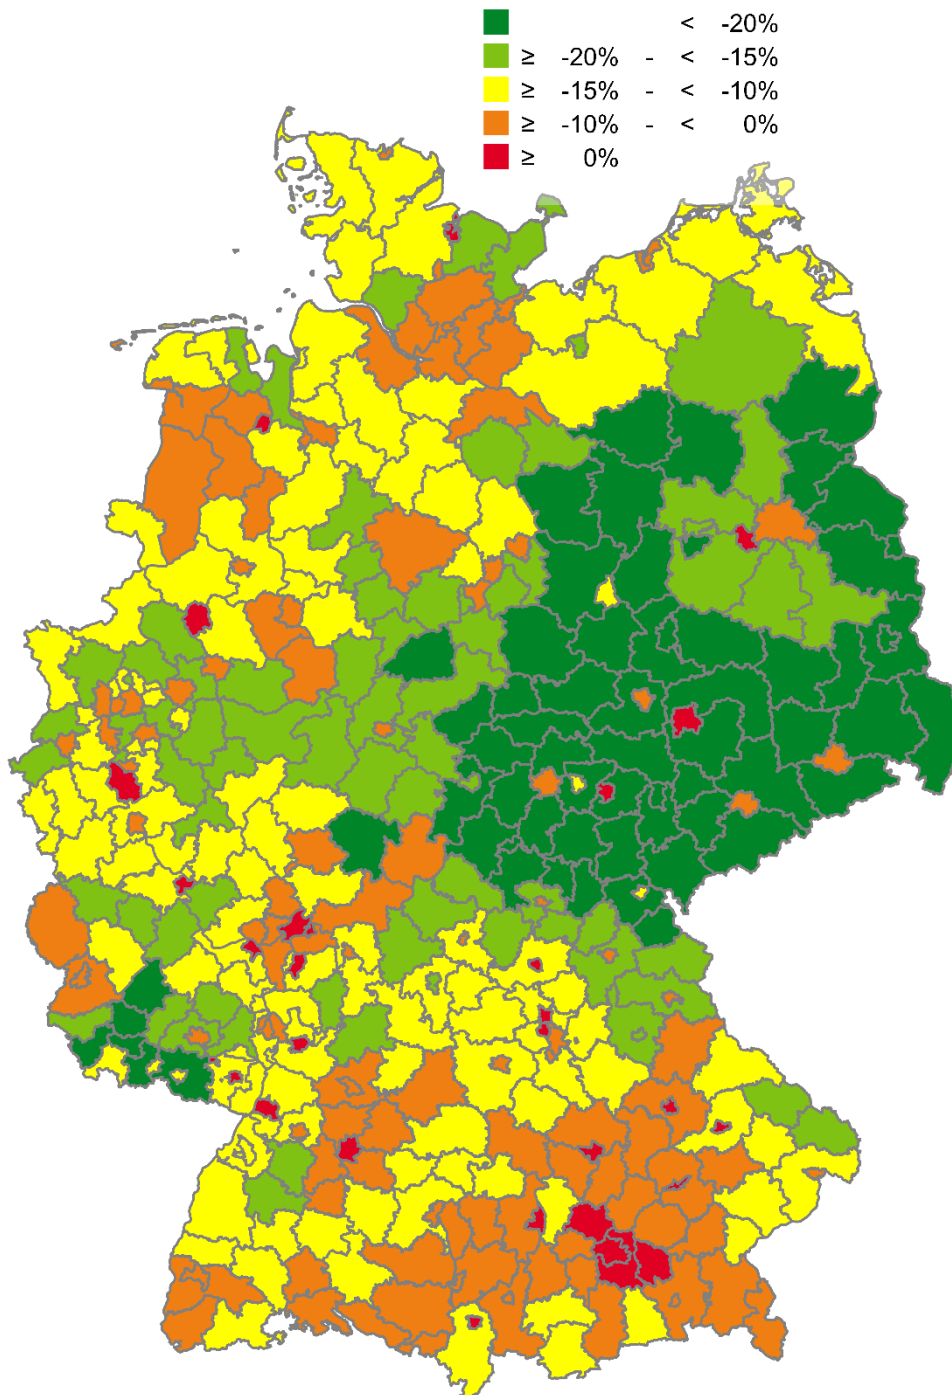 < -20%
≥ -20% - < -15%
≥ -15% - < -10%
≥ -10% - < 0%
≥ 0%